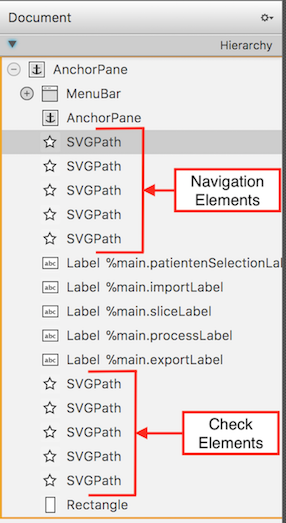 Document
Hierarchy
AnchorPane
MenuBar
AnchorPane
SVGPath
SVGPath
SVGPath
SVGPath
SVGPath
Navigation
Elements
abc Label %main.patientenSelectionLa
abc Label %main.importLabel
abc Label %main.sliceLabel
abc Label %main.processLabel
abc Label %main.exportLabel
SVGPath
SVGPath
SVGPath
SVGPath
SVGPath
Check
Elements
Rectangle